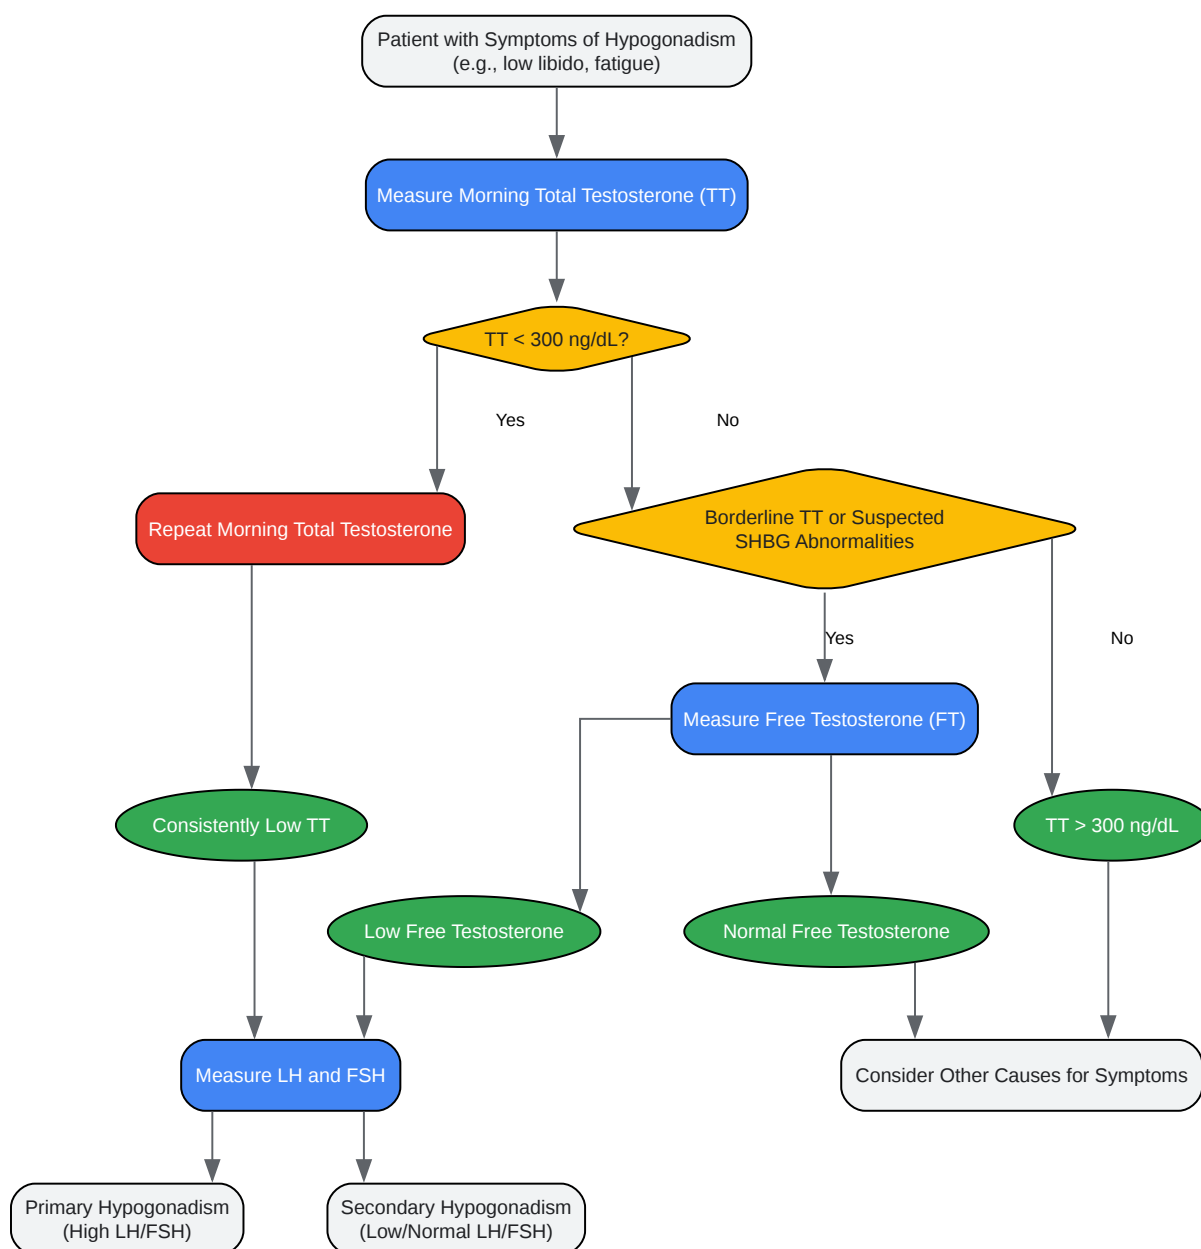 Patient with Symptoms of Hypogonadism
(e.g., low libido, fatigue)
Measure Morning Total Testosterone (TT)
TT < 300 ng/dL?
Yes
No
Repeat Morning Total Testosterone
Borderline TT or Suspected
SHBG Abnormalities
Yes
No
Measure Free Testosterone (FT)
Consistently Low TT
TT > 300 ng/dL
Low Free Testosterone
Normal Free Testosterone
Measure LH and FSH
Consider Other Causes for Symptoms
Primary Hypogonadism
(High LH/FSH)
Secondary Hypogonadism
(Low/Normal LH/FSH)